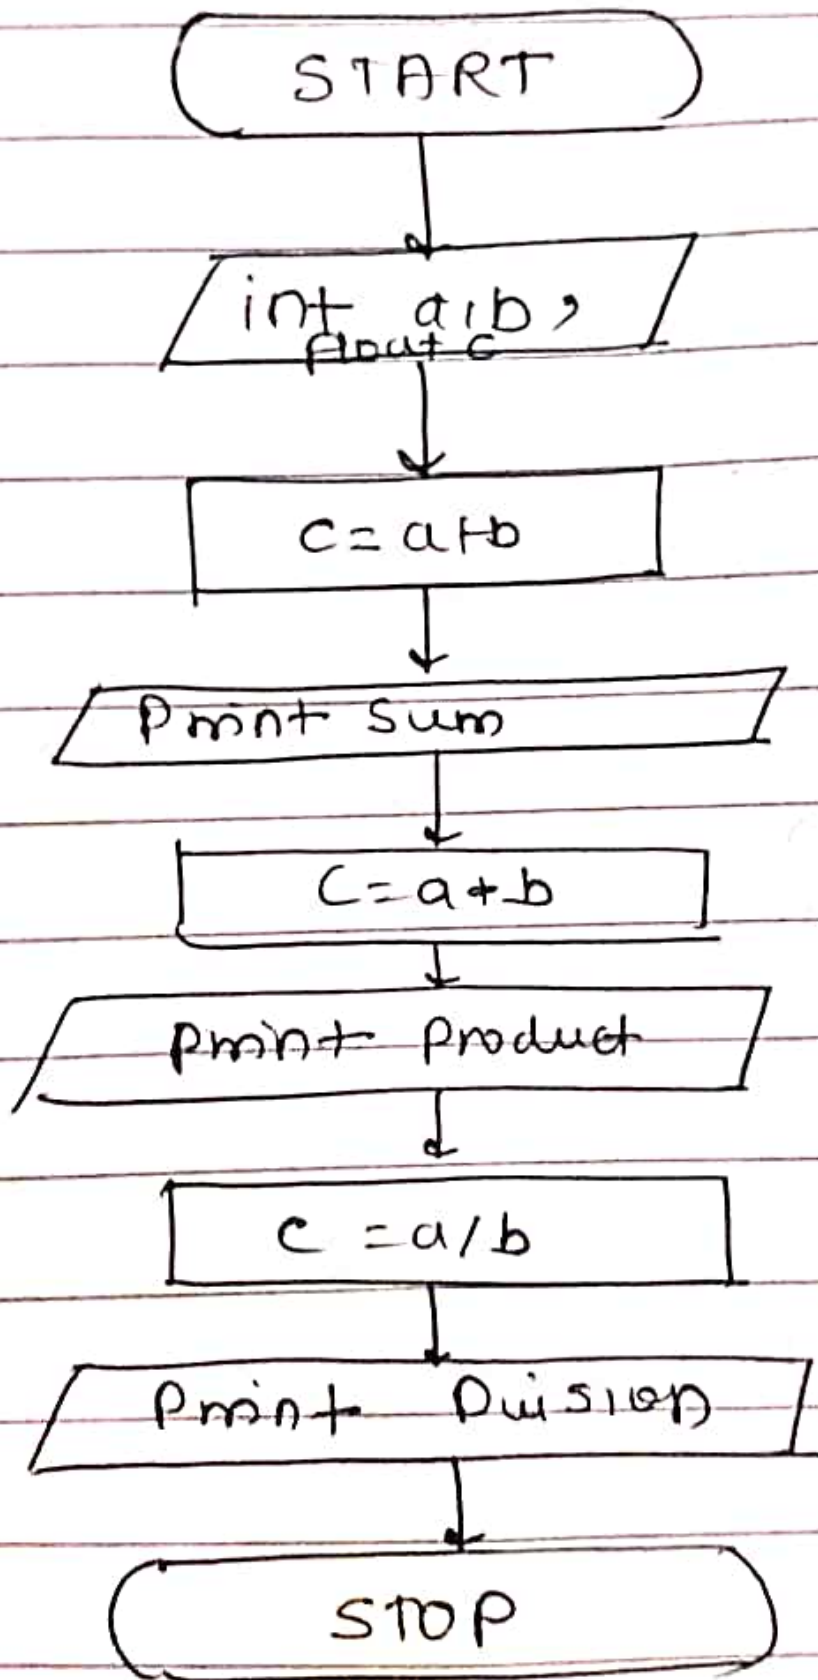 START
int a, b,
float c
C = a+b
Print Sum
C = a * b
Print Product
C = a / b
Print Division
STOP